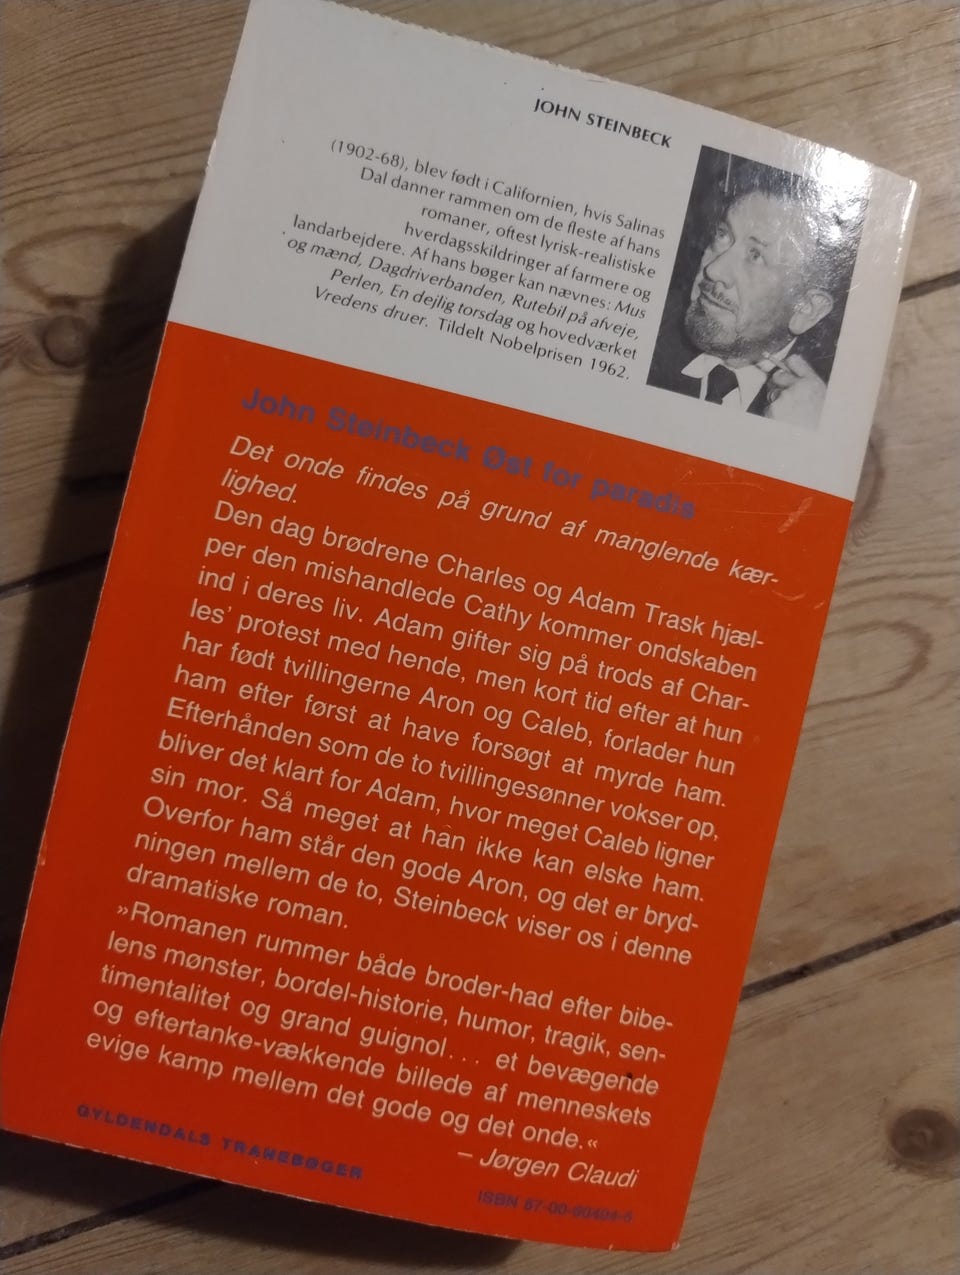 JOHN STEINBECK
(1902-68), blev født i Californien, hvis Salinas
Dal danner rammen om de fleste af hans
romaner, oftest lyrisk-realistiske
hverdagsskildringer af farmere og
landarbejdere. Af hans bøger kan nævnes: Mus
og mænd, Dagdriverbanden, Rutebil på afveje,
Perlen, En dejlig torsdag og hovedværket
Vredens druer. Tildelt Nobelprisen 1962.
John Steinbeck Øst for paradis
Det onde findes på grund af manglende kær-
lighed.
Den dag brødrene Charles og Adam Trask hjæl-
per den mishandlede Cathy kommer ondskaben
ind i deres liv. Adam gifter sig på trods af Char-
les' protest med hende, men kort tid efter at hun
har født tvillingerne Aron og Caleb, forlader hun
ham efter først at have forsøgt at myrde ham.
Efterhånden som de to tvillingesønner vokser op,
bliver det klart for Adam, hvor meget Caleb ligner
sin mor. Så meget at han ikke kan elske ham.
Overfor ham står den gode Aron, og det er bryd-
ningen mellem de to, Steinbeck viser os i denne
dramatiske roman.
»Romanen rummer både broder-had efter bibe-
lens mønster, bordel-historie, humor, tragik, sen-
timentalitet og grand guignol... et bevægende
og eftertanke-vækkende billede af menneskets
evige kamp mellem det gode og det onde.«
– Jørgen Claudi
GYLDENDALS TRANEBØGER
ISBN